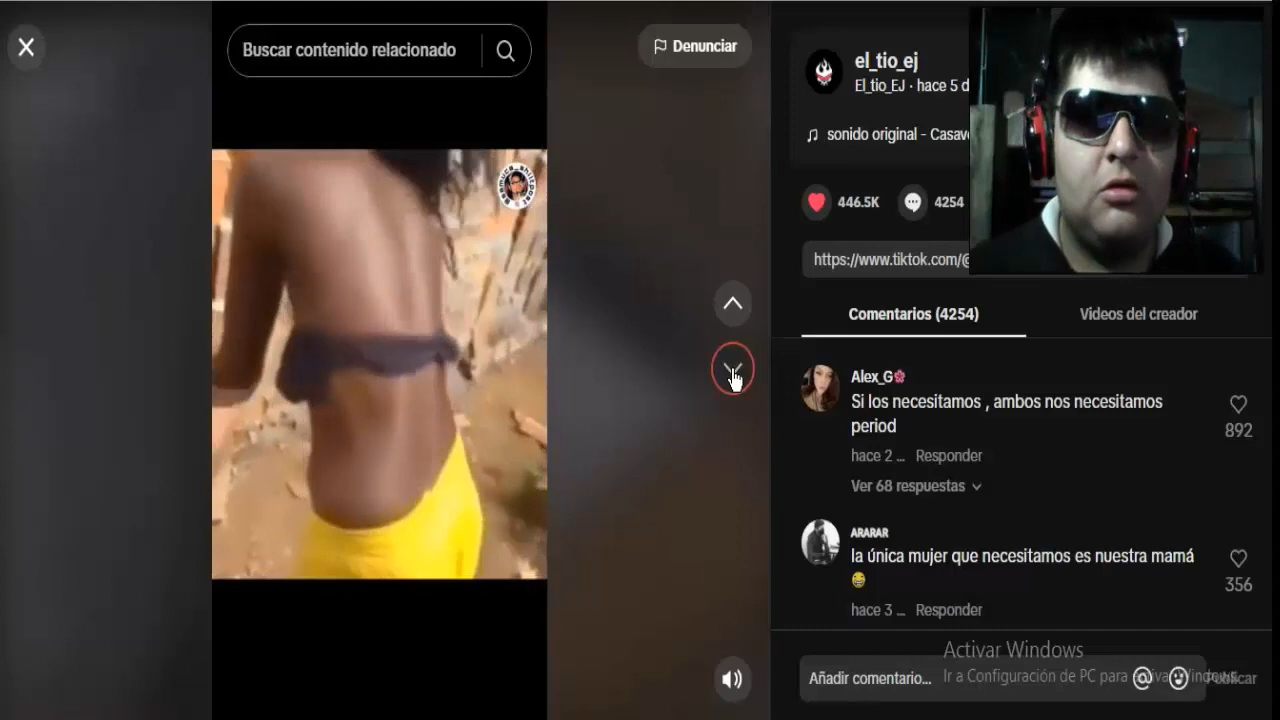 Buscar contenido relacionado
Denunciar
el_tio_ej
El_tio_EJ · hace 5 d
sonido original - Casav
446.5K
4254
https://www.tiktok.com/@
Comentarios (4254)
Videos del creador
Alex_G🌸
Si los necesitamos , ambos nos necesitamos
period
892
hace 2 ... Responder
Ver 68 respuestas
ARARAR
la única mujer que necesitamos es nuestra mamá
😂
356
hace 3 ... Responder
Activar Windows
Ir a Configuración de PC para activar Windows.
Añadir comentario...
Publicar